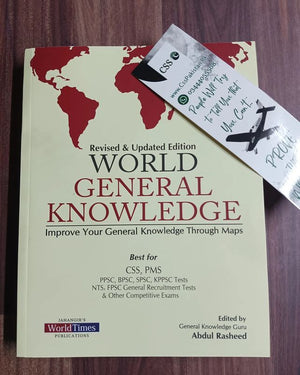 Revised & Updated Edition
WORLD
GENERAL
KNOWLEDGE
Improve Your General Knowledge Through Maps
Best for
CSS, PMS
PPSC, BPSC, SPSC, KPPSC Tests
NTS, FPSC General Recruitment Tests
& Other Competitive Exams
JAHANGIR'S
WorldTimes
PUBLICATIONS
Edited by
General Knowledge Guru
Abdul Rasheed
CSS
People Will Try
to Tell You that
You Can't